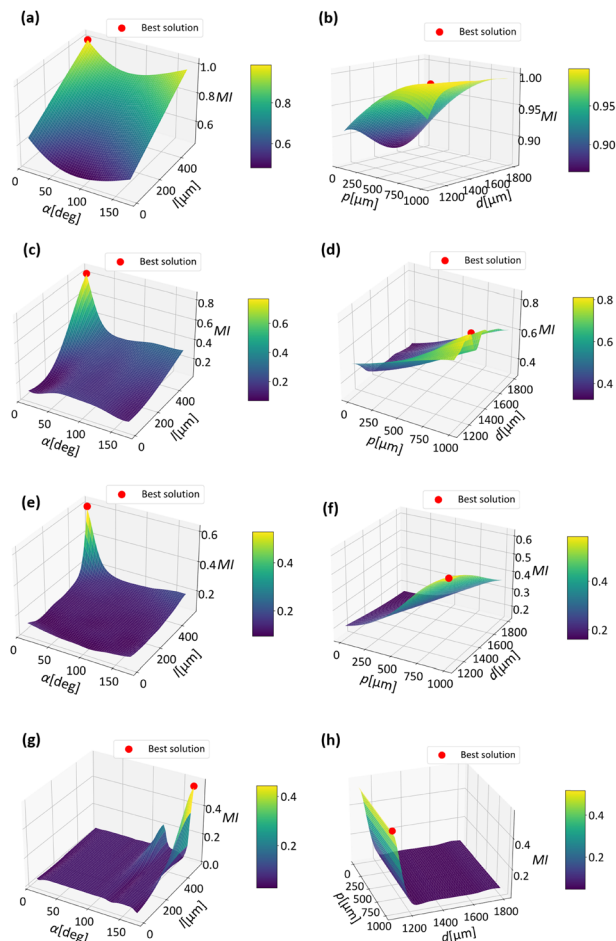 (a)
Best solution
1.0
MI
0.8
0.6
0.8
0.6
0
50
100
150
α[deg]
0
200
400
l[μm]
(b)
Best solution
1.00
MI
0.95
0.90
0.95
0.90
0
250
500
750
1000
p[μm]
1200
1400
1600
1800
d[μm]
(c)
Best solution
0.8
0.6
MI
0.4
0.2
0.6
0.4
0.2
0
50
100
150
α[deg]
0
200
400
l[μm]
(d)
Best solution
0.8
MI
0.6
0.4
0.8
0.6
0.4
0
250
500
750
1000
p[μm]
1200
1400
1600
1800
d[μm]
(e)
Best solution
0.6
0.4
MI
0.2
0.4
0.2
0
50
100
150
α[deg]
0
200
400
l[μm]
(f)
Best solution
0.6
0.5
0.4
MI
0.3
0.2
0.4
0.2
0
250
500
750
1000
p[μm]
1200
1400
1600
1800
d[μm]
(g)
Best solution
0.4
MI
0.2
0.0
0.4
0.2
0
50
100
150
α[deg]
0
200
400
l[μm]
(h)
Best solution
0.4
MI
0.2
0.4
0.2
0
250
500
750
1000
p[μm]
1200
1400
1600
1800
d[μm]